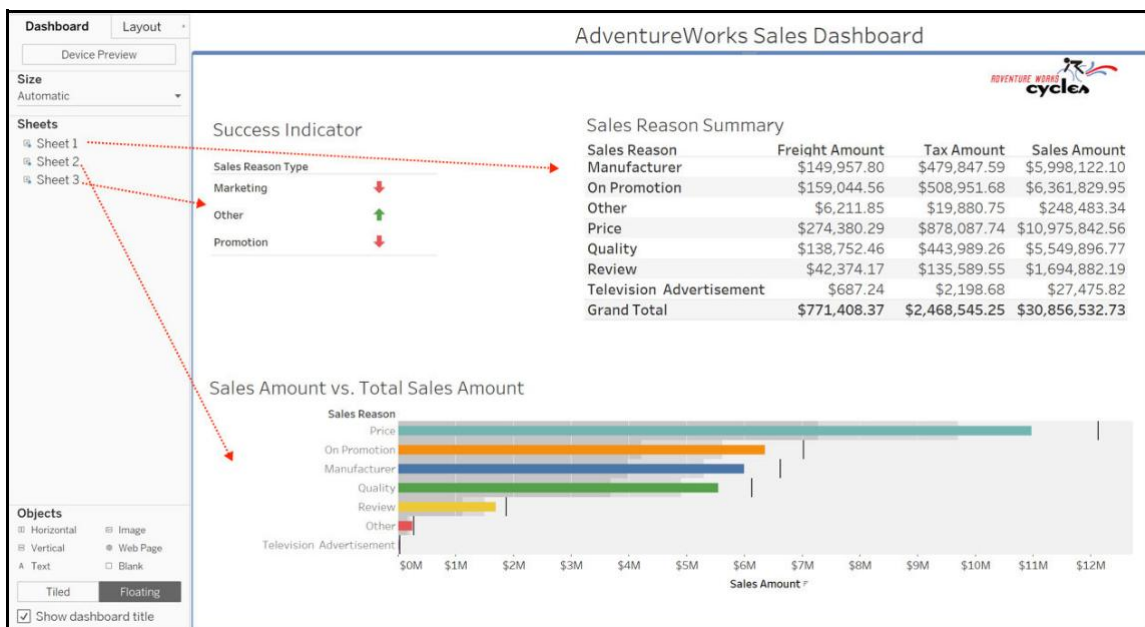 Dashboard Layout
Device Preview
Size
Automatic
Sheets
Sheet 1
Sheet 2
Sheet 3
Objects
Horizontal Image
Vertical Web Page
A Text Blank
Tiled Floating
Show dashboard title
AdventureWorks Sales Dashboard
ADVENTURE WORKS
cycles
Success Indicator
Sales Reason Type
Marketing
Other
Promotion
Sales Reason Summary
Sales Reason Freight Amount Tax Amount Sales Amount
Manufacturer $149,957.80 $479,847.59 $5,998,122.10
On Promotion $159,044.56 $508,951.68 $6,361,829.95
Other $6,211.85 $19,880.75 $248,483.34
Price $274,380.29 $878,087.74 $10,975,842.56
Quality $138,752.46 $443,989.26 $5,549,896.77
Review $42,374.17 $135,589.55 $1,694,882.19
Television Advertisement $687.24 $2,198.68 $27,475.82
Grand Total $771,408.37 $2,468,545.25 $30,856,532.73
Sales Amount vs. Total Sales Amount
Sales Reason
Price
On Promotion
Manufacturer
Quality
Review
Other
Television Advertisement
$0M $1M $2M $3M $4M $5M $6M $7M $8M $9M $10M $11M $12M
Sales Amount